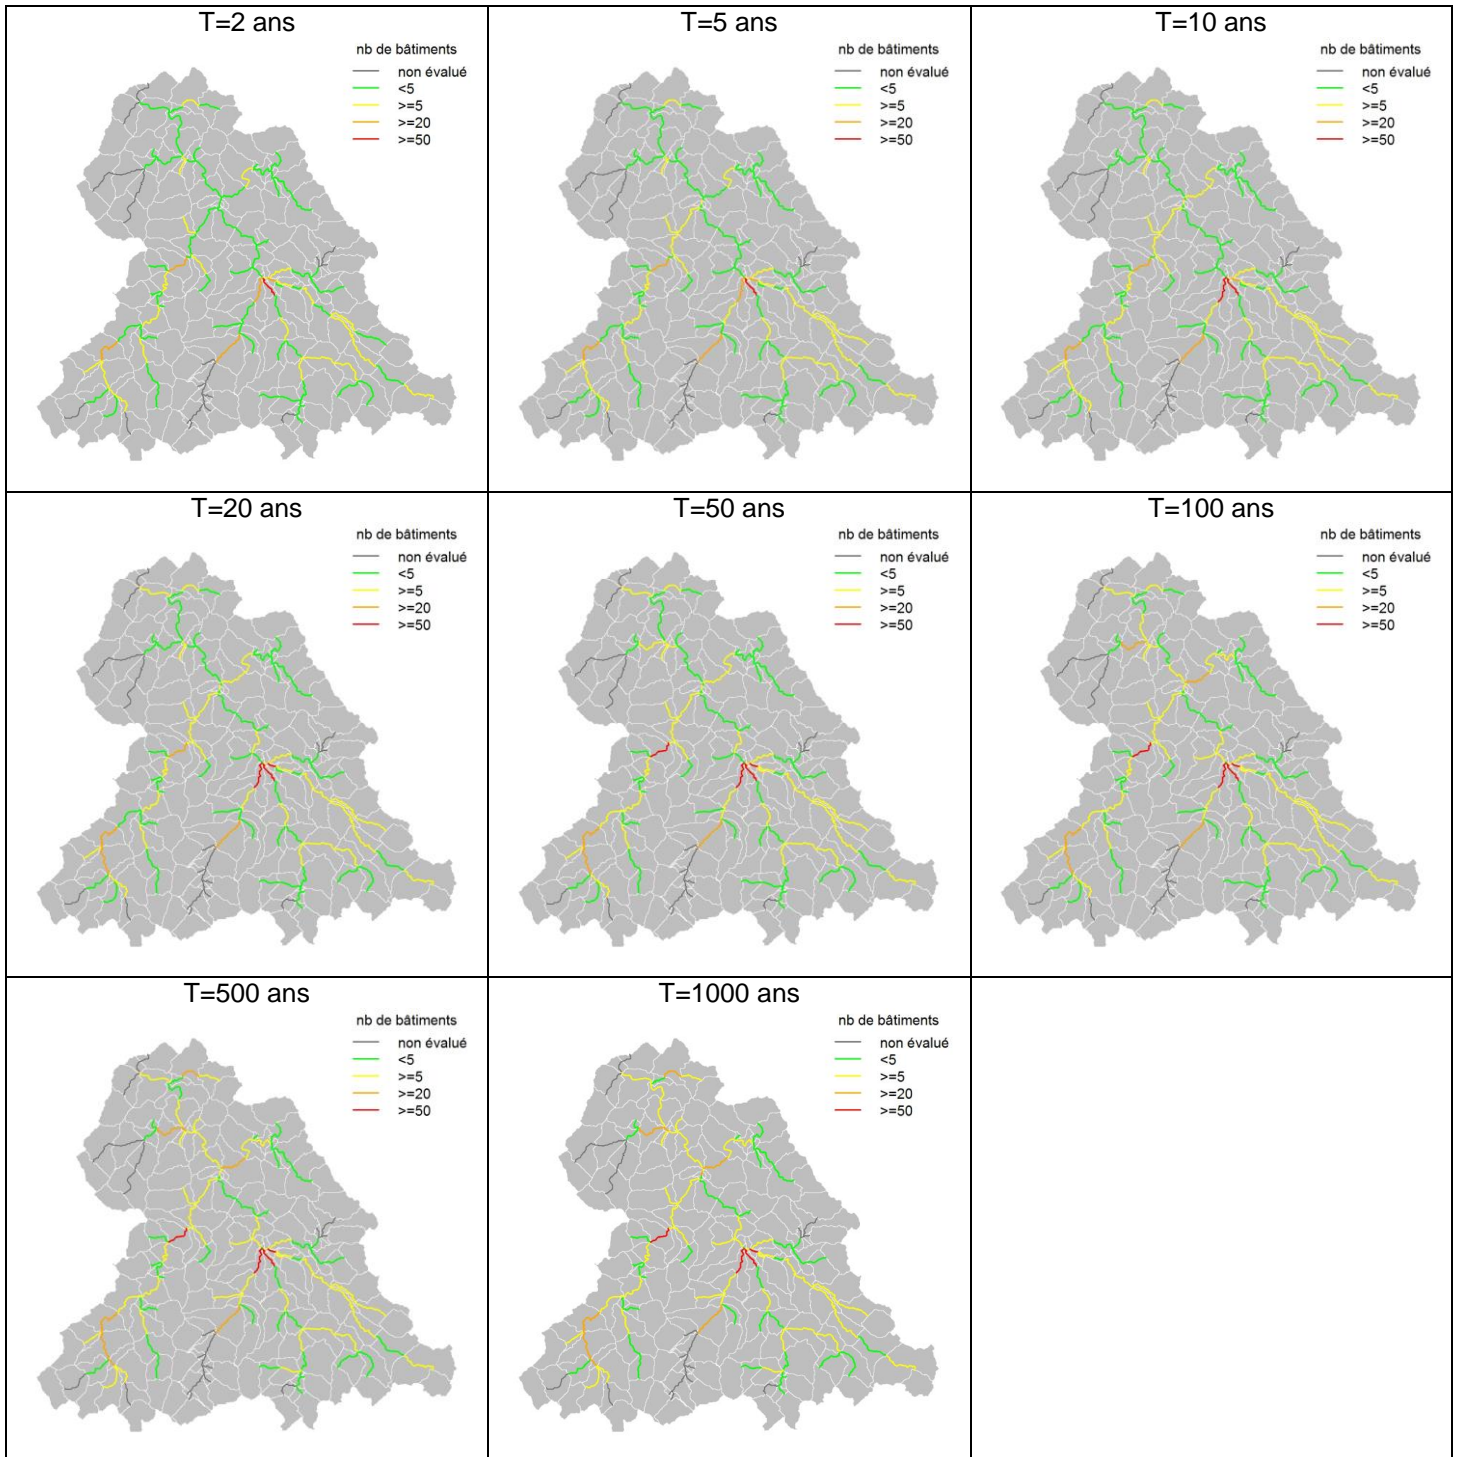 T=2 ans
nb de bâtiments
non évalué
<5
>=5
>=20
>=50
T=5 ans
nb de bâtiments
non évalué
<5
>=5
>=20
>=50
T=10 ans
nb de bâtiments
non évalué
<5
>=5
>=20
>=50
T=20 ans
nb de bâtiments
non évalué
<5
>=5
>=20
>=50
T=50 ans
nb de bâtiments
non évalué
<5
>=5
>=20
>=50
T=100 ans
nb de bâtiments
non évalué
<5
>=5
>=20
>=50
T=500 ans
nb de bâtiments
non évalué
<5
>=5
>=20
>=50
T=1000 ans
nb de bâtiments
non évalué
<5
>=5
>=20
>=50